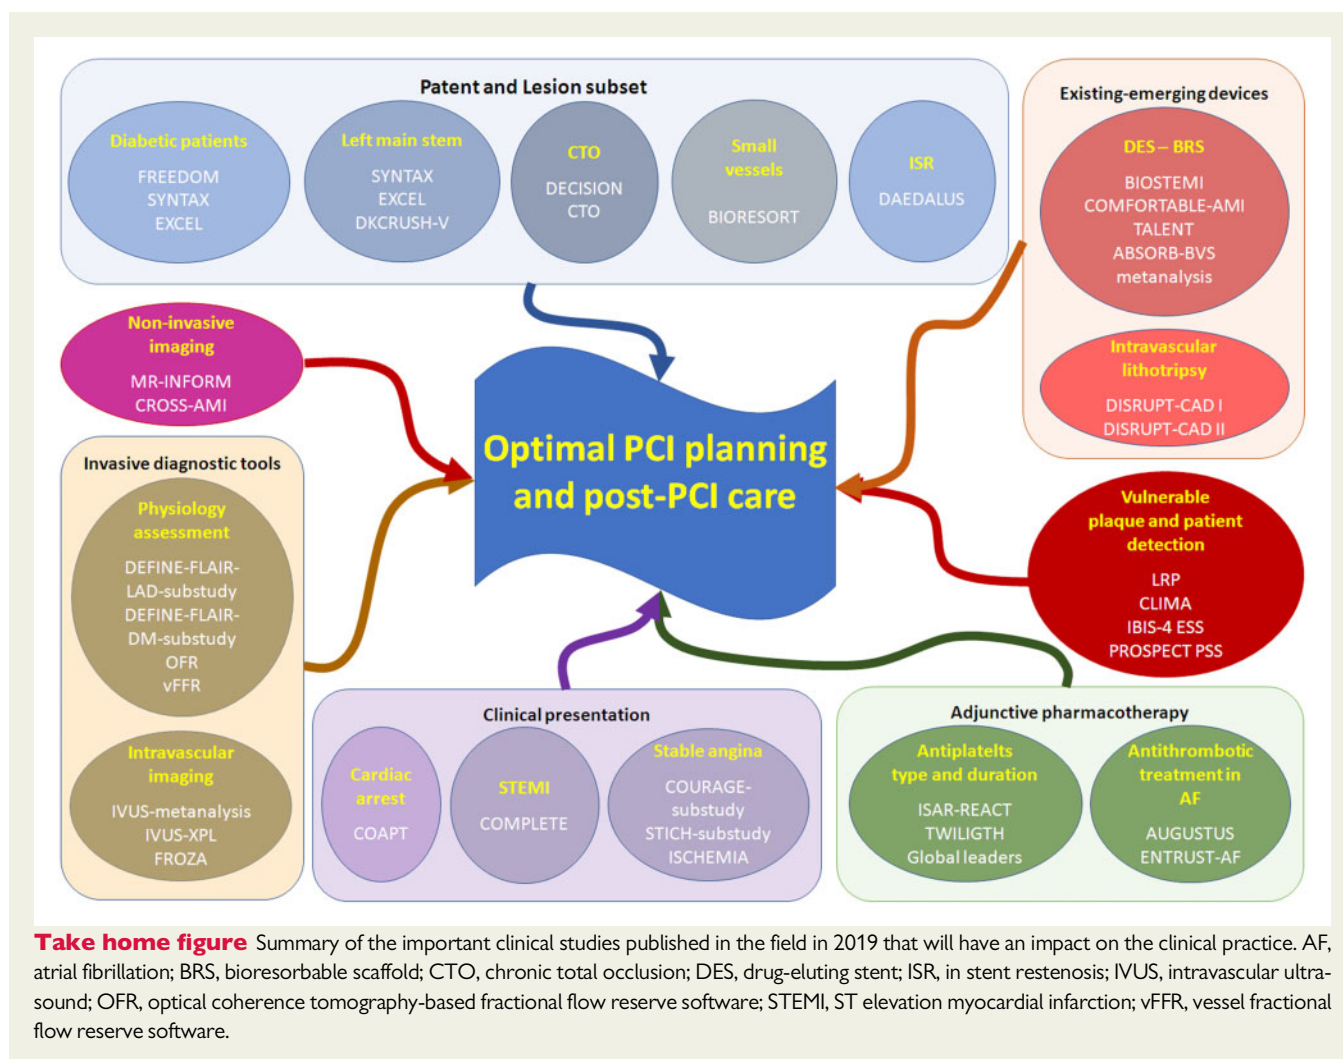 Patent and Lesion subset
Diabetic patients
FREEDOM
SYNTAX
EXCEL
Left main stem
SYNTAX
EXCEL
DKCRUSH-V
CTO
DECISION
CTO
Small
vessels
BIORESORT
ISR
DAEDALUS
Existing-emerging devices
DES – BRS
BIOSTEMI
COMFORTABLE-AMI
TALENT
ABSORB-BVS
metanalysis
Intravascular
lithotripsy
DISRUPT-CAD I
DISRUPT-CAD II
Non-invasive
imaging
MR-INFORM
CROSS-AMI
Optimal PCI planning
and post-PCI care
Invasive diagnostic tools
Physiology
assessment
DEFINE-FLAIR-
LAD-substudy
DEFINE-FLAIR-
DM-substudy
OFR
vFFR
Intravascular
imaging
IVUS-metanalysis
IVUS-XPL
FROZA
Vulnerable
plaque and patient
detection
LRP
CLIMA
IBIS-4 ESS
PROSPECT PSS
Clinical presentation
Cardiac
arrest
COAPT
STEMI
COMPLETE
Stable angina
COURAGE-
substudy
STICH-substudy
ISCHEMIA
Adjunctive pharmacotherapy
Antiplatelts
type and duration
ISAR-REACT
TWILIGTH
Global leaders
Antithrombotic
treatment in
AF
AUGUSTUS
ENTRUST-AF
Take home figure Summary of the important clinical studies published in the field in 2019 that will have an impact on the clinical practice. AF,
atrial fibrillation; BRS, bioresorbable scaffold; CTO, chronic total occlusion; DES, drug-eluting stent; ISR, in stent restenosis; IVUS, intravascular ultra-
sound; OFR, optical coherence tomography-based fractional flow reserve software; STEMI, ST elevation myocardial infarction; vFFR, vessel fractional
flow reserve software.